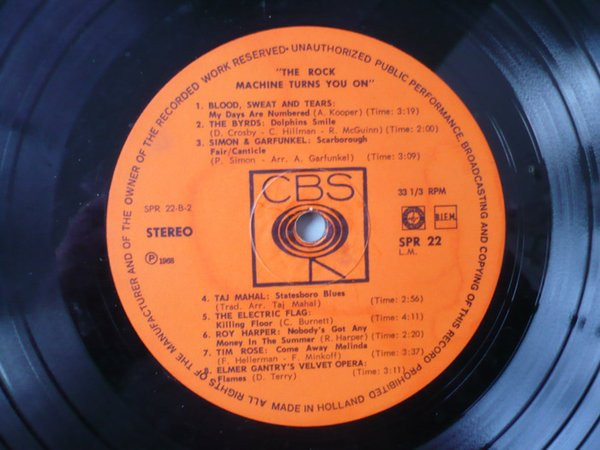 ALL RIGHTS OF THE MANUFACTURER AND OF THE OWNER OF THE RECORDED WORK RESERVED · UNAUTHORIZED PUBLIC PERFORMANCE, BROADCASTING AND COPYING OF THIS RECORD PROHIBITED
MADE IN HOLLAND
"THE ROCK
MACHINE TURNS YOU ON"
1. BLOOD, SWEAT AND TEARS:
My Days Are Numbered (A. Kooper) (Time: 3:19)
2. THE BYRDS: Dolphins Smile
(D. Crosby - C. Hillman - R. McGuinn) (Time: 2:00)
3. SIMON & GARFUNKEL: Scarborough
Fair/Canticle
(P. Simon - Arr. A. Garfunkel) (Time: 3:09)
CBS
SPR 22-B-2
STEREO
℗ 1968
33 1/3 RPM
B.I.E.M.
SPR 22
L.M.
4. TAJ MAHAL: Statesboro Blues
(Trad. Arr. Taj Mahal) (Time: 2:56)
5. THE ELECTRIC FLAG:
Killing Floor (C. Burnett) (Time: 4:11)
6. ROY HARPER: Nobody's Got Any
Money In The Summer (R. Harper) (Time: 2:20)
7. TIM ROSE: Come Away Melinda
(F. Hellerman - F. Minkoff) (Time: 3:37)
8. ELMER GANTRY'S VELVET OPERA:
Flames (D. Terry) (Time: 3:11)